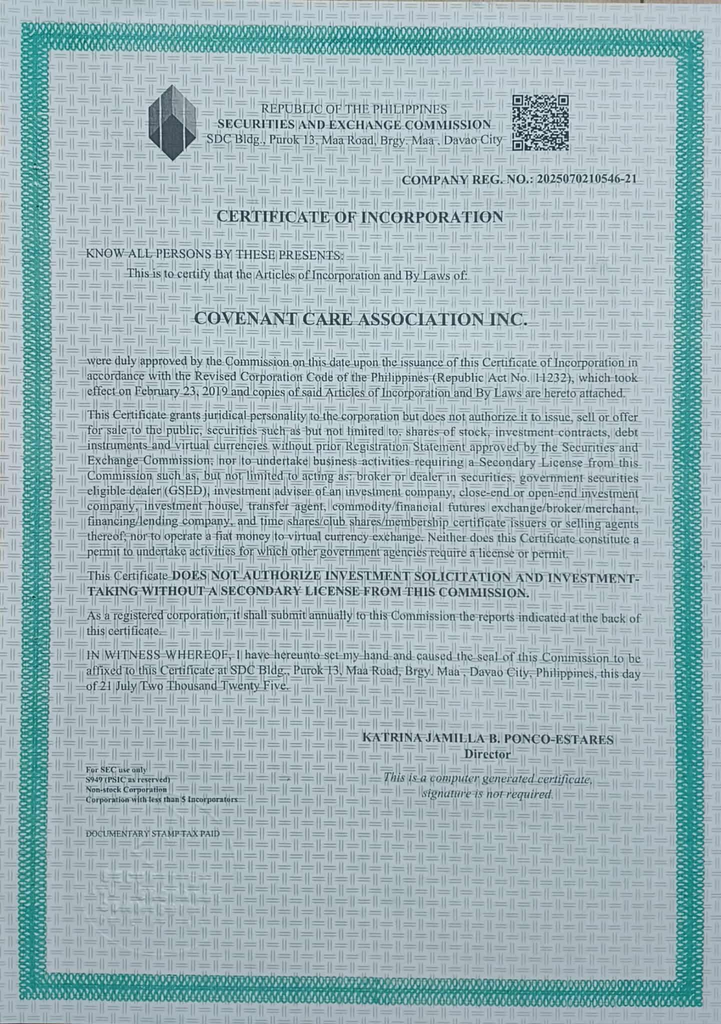 REPUBLIC OF THE PHILIPPINES
SECURITIES AND EXCHANGE COMMISSION
SDC Bldg., Purok 13, Maa Road, Brgy. Maa , Davao City
COMPANY REG. NO.: 2025070210546-21
CERTIFICATE OF INCORPORATION
KNOW ALL PERSONS BY THESE PRESENTS:
This is to certify that the Articles of Incorporation and By Laws of:
COVENANT CARE ASSOCIATION INC.
were duly approved by the Commission on this date upon the issuance of this Certificate of Incorporation in
accordance with the Revised Corporation Code of the Philippines (Republic Act No. 11232), which took
effect on February 23, 2019 and copies of said Articles of Incorporation and By Laws are hereto attached.
This Certificate grants juridical personality to the corporation but does not authorize it to issue, sell or offer
for sale to the public, securities such as but not limited to, shares of stock, investment contracts, debt
instruments and virtual currencies without prior Registration Statement approved by the Securities and
Exchange Commission; nor to undertake business activities requiring a Secondary License from this
Commission such as, but not limited to acting as: broker or dealer in securities, government securities
eligible dealer (GSED), investment adviser of an investment company, close-end or open-end investment
company, investment house, transfer agent, commodity/financial futures exchange/broker/merchant,
financing/lending company, and time shares/club shares/membership certificate issuers or selling agents
thereof; nor to operate a fiat money to virtual currency exchange. Neither does this Certificate constitute a
permit to undertake activities for which other government agencies require a license or permit.
This Certificate DOES NOT AUTHORIZE INVESTMENT SOLICITATION AND INVESTMENT-
TAKING WITHOUT A SECONDARY LICENSE FROM THIS COMMISSION.
As a registered corporation, it shall submit annually to this Commission the reports indicated at the back of
this certificate.
IN WITNESS WHEREOF, I have hereunto set my hand and caused the seal of this Commission to be
affixed to this Certificate at SDC Bldg., Purok 13, Maa Road, Brgy. Maa , Davao City, Philippines, this day
of 21 July Two Thousand Twenty Five.
KATRINA JAMILLA B. PONCO-ESTARES
Director
This is a computer generated certificate,
signature is not required.
For SEC use only
S949 (PSIC as reserved)
Non-stock Corporation
Corporation with less than 5 Incorporators
DOCUMENTARY STAMP TAX PAID